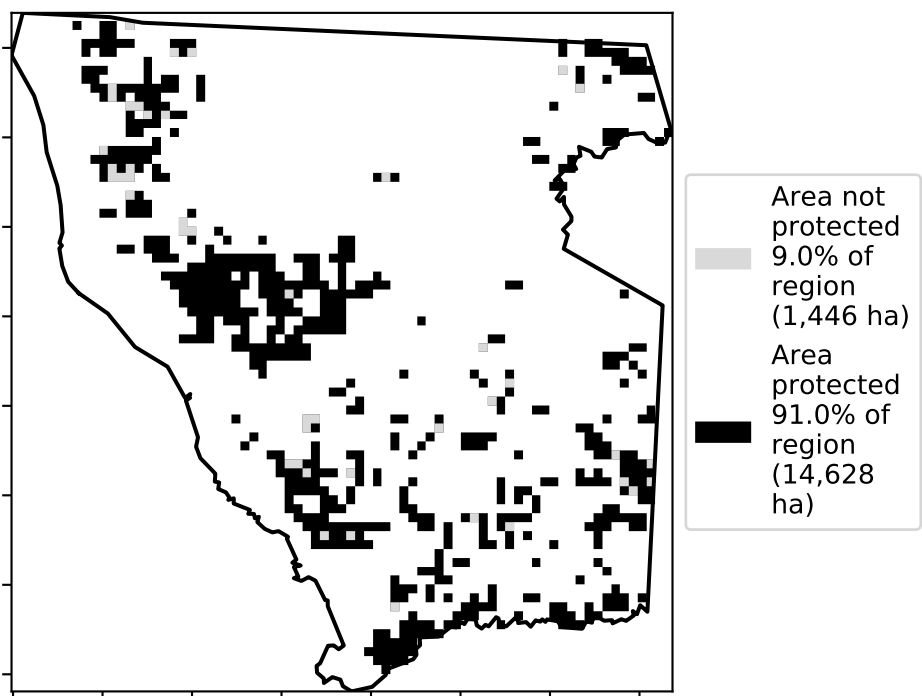 Area not
protected
9.0% of
region
(1,446 ha)
Area
protected
91.0% of
region
(14,628
ha)